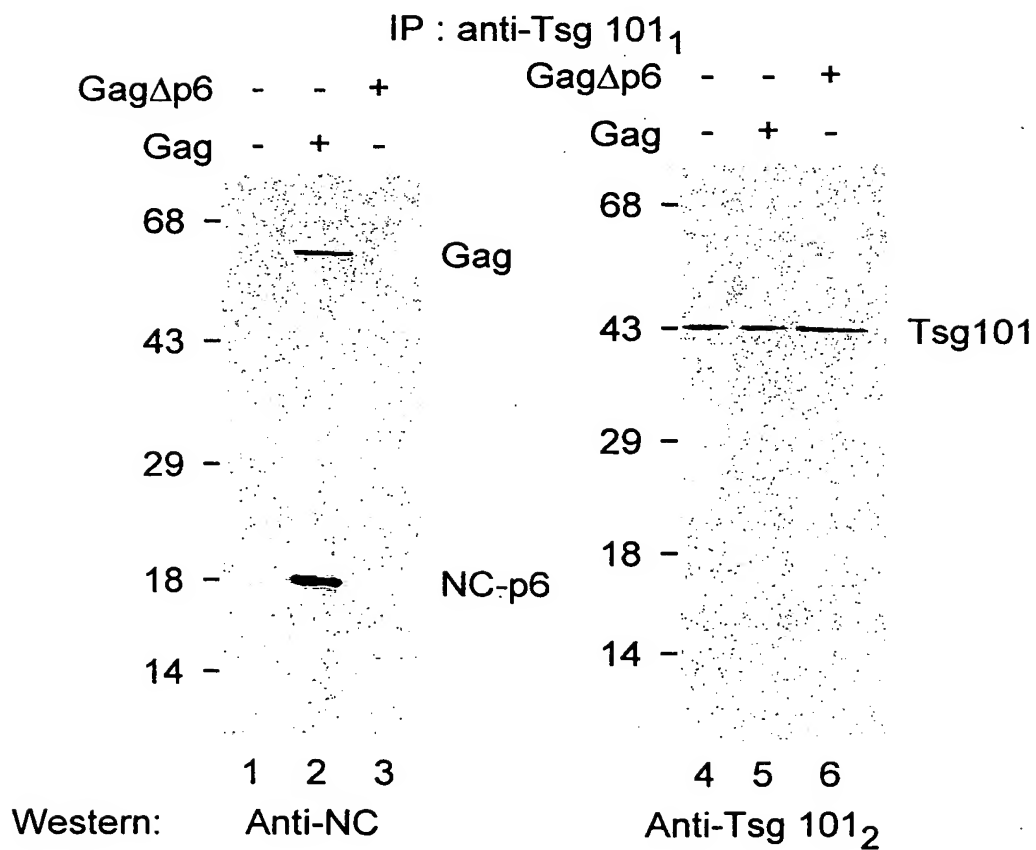 IP : anti-Tsg 101₁
GagΔp6 - - +
Gag - + -
68 -
43 -
29 -
18 -
14 -
Gag
NC-p6
1 2 3
GagΔp6 - - +
Gag - + -
68 -
43 -
29 -
18 -
14 -
Tsg101
4 5 6
Western: Anti-NC Anti-Tsg 101₂